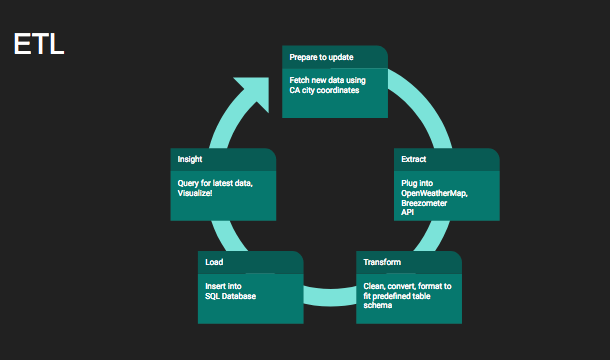 ETL
Prepare to update
Fetch new data using
CA city coordinates
Insight
Query for latest data,
Visualize!
Extract
Plug into
OpenWeatherMap,
Breezometer
API
Load
Insert into
SQL Database
Transform
Clean, convert, format to
fit predefined table
schema